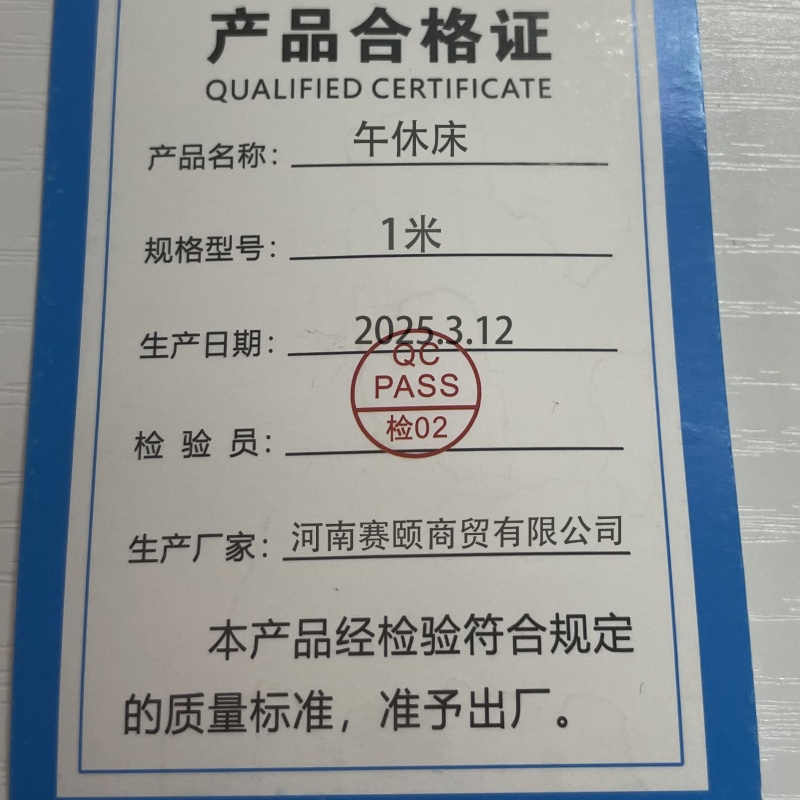 产品合格证
QUALIFIED CERTIFICATE
产品名称：午休床
规格型号：1米
生产日期：2025.3.12
QC
PASS
检02
检 验 员：
生产厂家：河南赛颐商贸有限公司
本产品经检验符合规定
的质量标准，准予出厂。